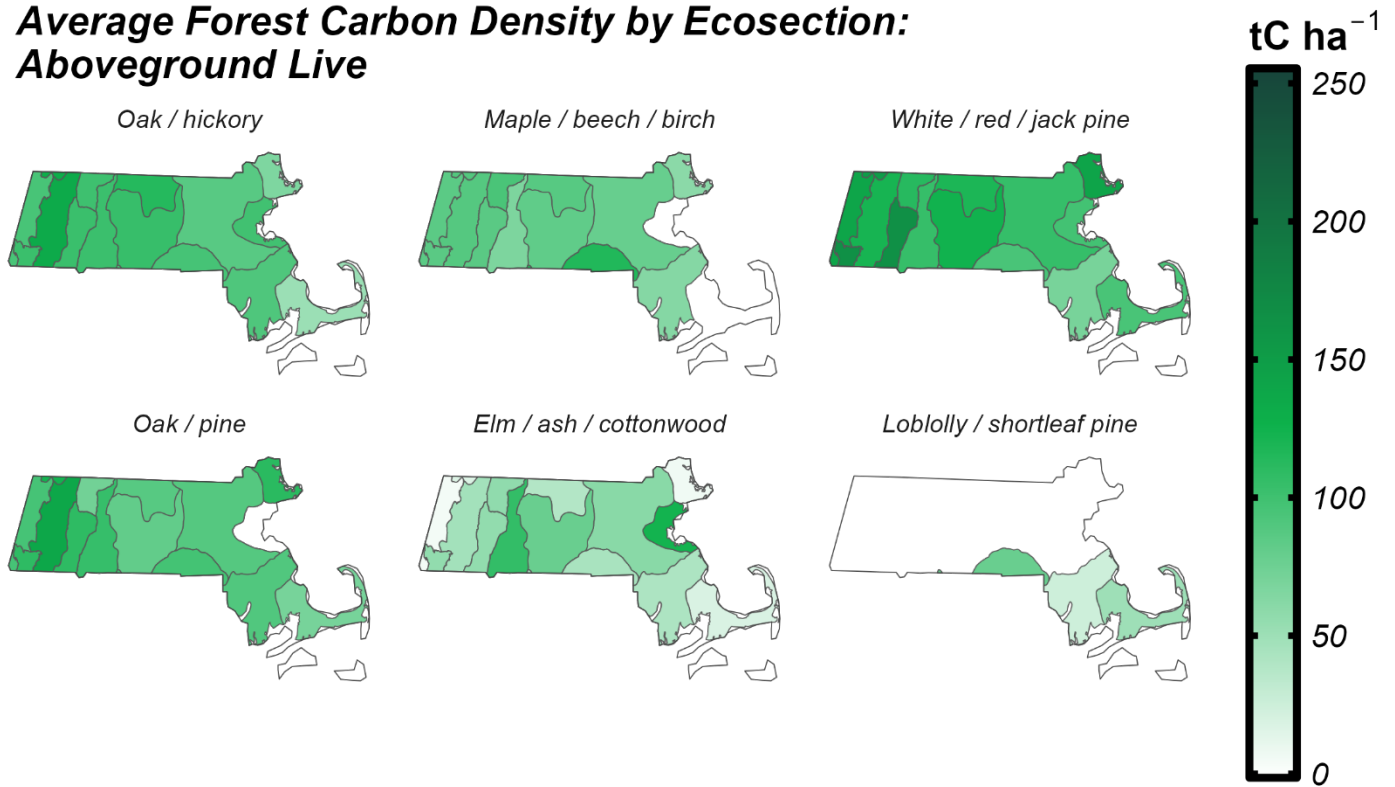 Average Forest Carbon Density by Ecosection:
Aboveground Live
tC ha⁻¹
Oak / hickory
Maple / beech / birch
White / red / jack pine
Oak / pine
Elm / ash / cottonwood
Loblolly / shortleaf pine
250
200
150
100
50
0